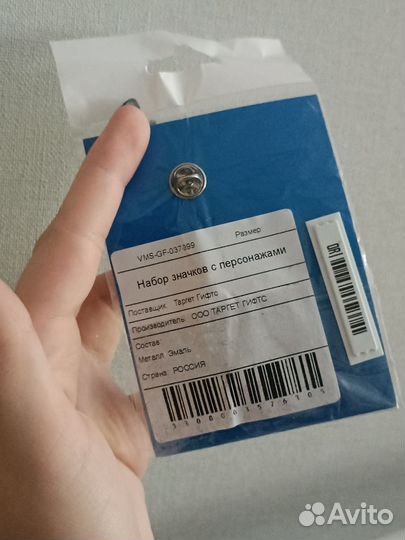 VMS-GF-037899 Размер:
Набор значков с персонажами
Поставщик: Таргет Гифтс
Производитель: ООО ТАРГЕТ ГИФТС
Состав:
Металл, Эмаль
Страна: РОССИЯ
Avito